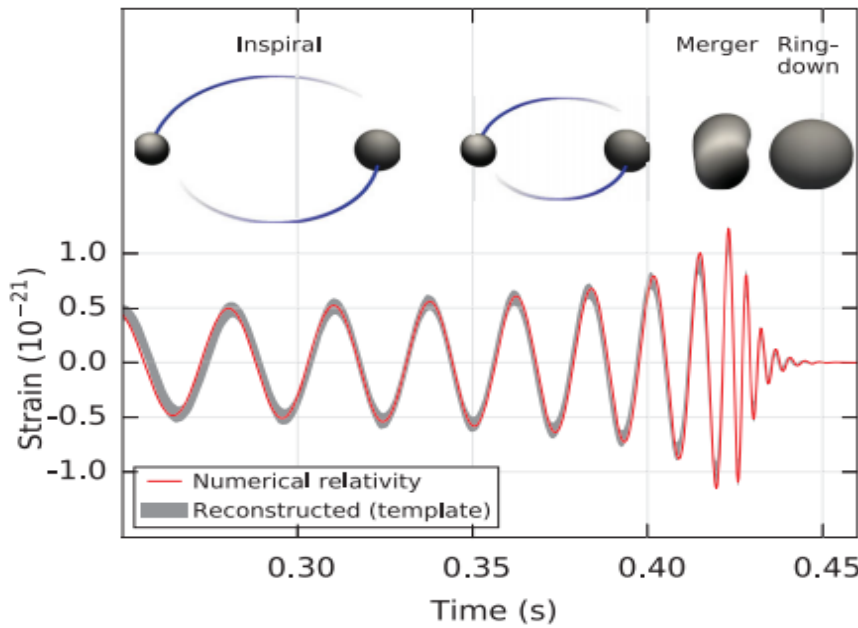 Inspiral
Merger
Ring-
down
1.0
0.5
0.0
-0.5
-1.0
Strain (10⁻²¹)
Numerical relativity
Reconstructed (template)
0.30
0.35
0.40
0.45
Time (s)